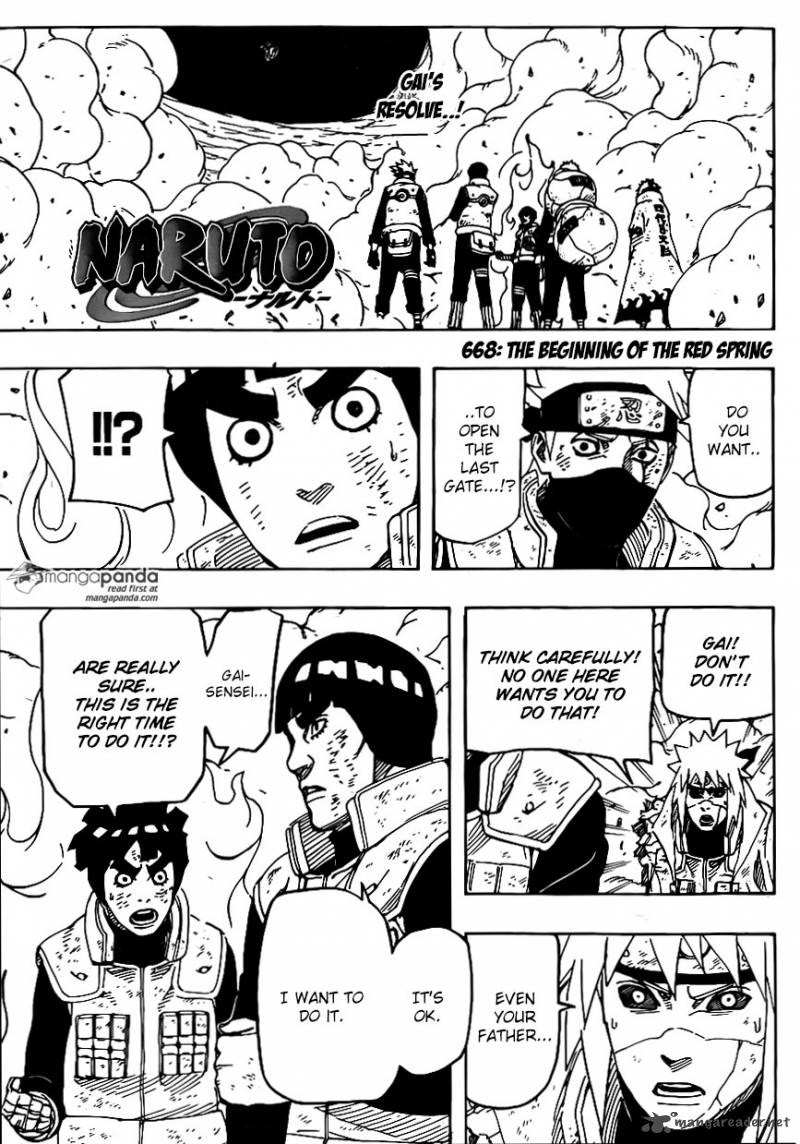 GAI'S
RESOLVE..!
NARUTO
-ナルト-
668: THE BEGINNING OF THE RED SPRING
DO
YOU
WANT..
..TO
OPEN
THE
LAST
GATE...!?
忍
!!?
mangapanda
read first at
mangapanda.com
GAI!
DON'T
DO IT!!
THINK CAREFULLY!
NO ONE HERE
WANTS YOU TO
DO THAT!
EVEN
YOUR
FATHER...
GAI-
SENSEI...
ARE REALLY
SURE..
THIS IS THE
RIGHT TIME
TO DO IT!!?
IT'S
OK.
I WANT TO
DO IT.
mangareader.net